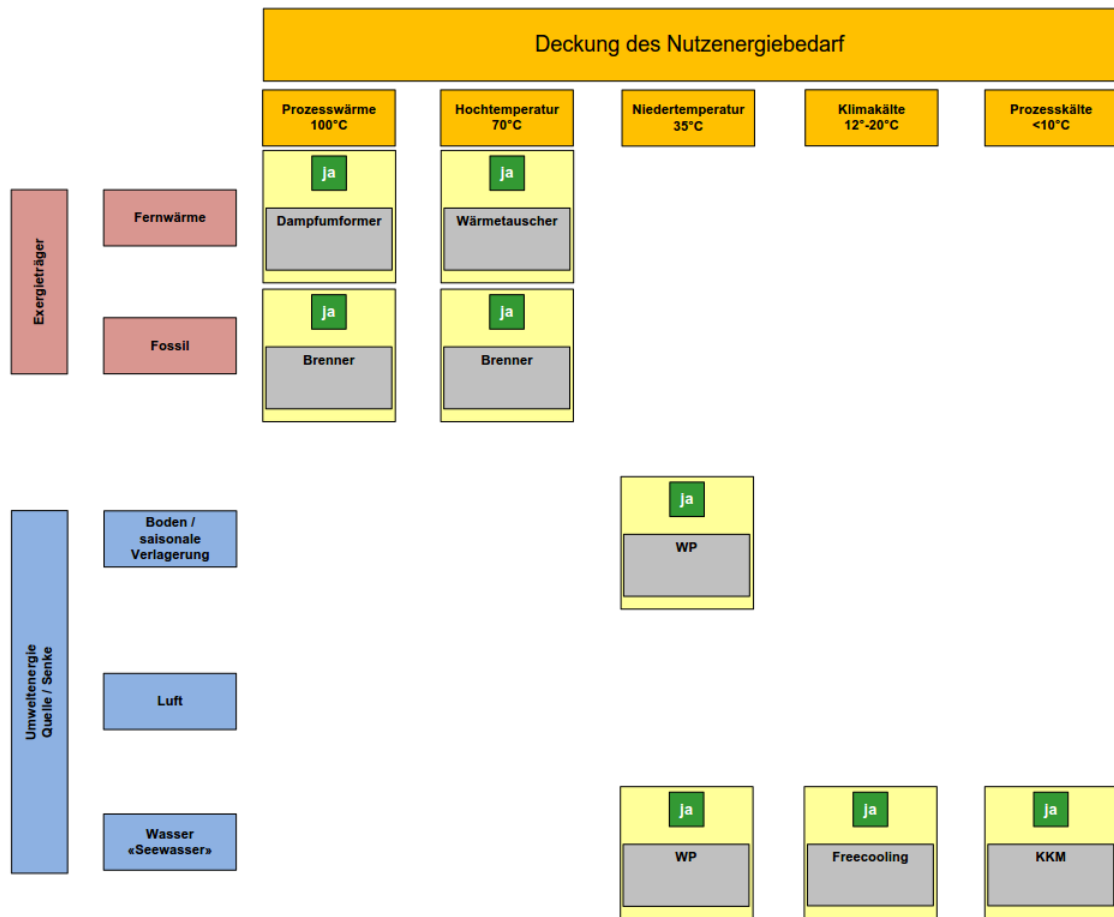 Deckung des Nutzenergiebedarf
Prozesswärme
100°C
Hochtemperatur
70°C
Niedertemperatur
35°C
Klimakälte
12°-20°C
Prozesskälte
<10°C
Exergieträger
Fernwärme
ja
Dampfumformer
ja
Wärmetauscher
Fossil
ja
Brenner
ja
Brenner
Umweltenergie
Quelle / Senke
Boden /
saisonale
Verlagerung
ja
WP
Luft
Wasser
«Seewasser»
ja
WP
ja
Freecooling
ja
KKM